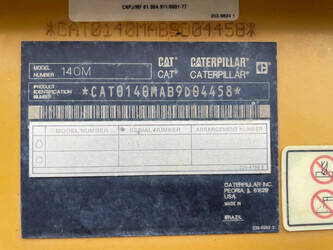 *CAT0140MAB9D04458*
MODEL NUMBER 140M
CAT® CATERPILLAR®
CAT® CATERPILLAR®
PRODUCT IDENTIFICATION NUMBER *CAT0140MAB9D04458*
MODEL NUMBER SERIAL NUMBER ARRANGEMENT NUMBER
CATERPILLAR INC.
PEORIA, IL 61629
USA
MADE IN
BRAZIL